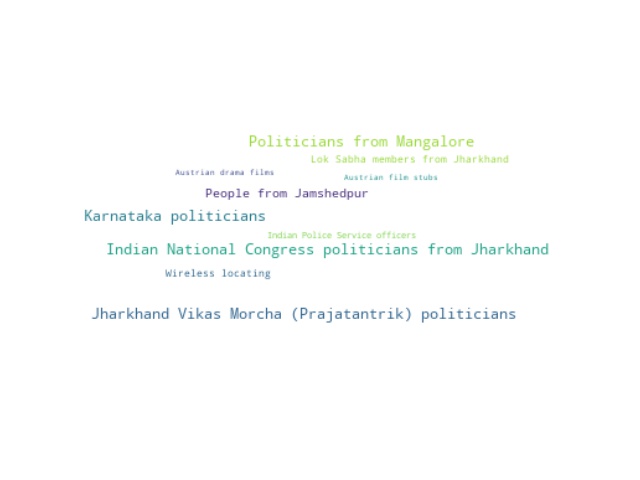 Politicians from Mangalore
Lok Sabha members from Jharkhand
Austrian drama films
Austrian film stubs
People from Jamshedpur
Karnataka politicians
Indian Police Service officers
Indian National Congress politicians from Jharkhand
Wireless locating
Jharkhand Vikas Morcha (Prajatantrik) politicians